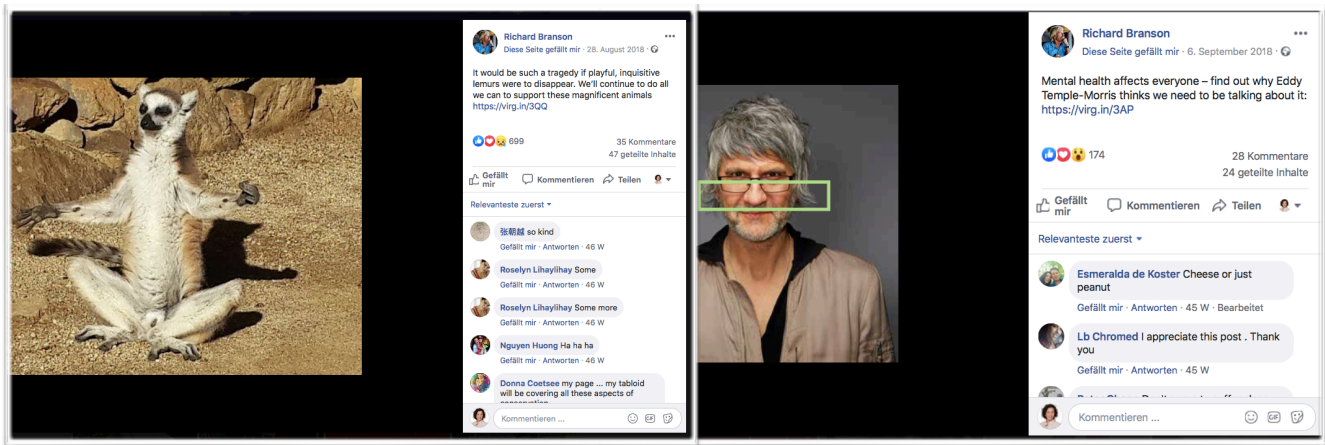 Richard Branson
Diese Seite gefällt mir · 28. August 2018 ·
It would be such a tragedy if playful, inquisitive
lemurs were to disappear. We'll continue to do all
we can to support these magnificent animals
https://virg.in/3QQ
699
35 Kommentare
47 geteilte Inhalte
Gefällt mir
Kommentieren
Teilen
Relevanteste zuerst
张朝越 so kind
Gefällt mir · Antworten · 46 W
Roselyn Lihaylihay Some
Gefällt mir · Antworten · 46 W
Roselyn Lihaylihay Some more
Gefällt mir · Antworten · 46 W
Nguyen Huong Ha ha ha
Gefällt mir · Antworten · 46 W
Donna Coetsee my page ... my tabloid
will be covering all these aspects of
Kommentieren ...
GIF
Richard Branson
Diese Seite gefällt mir · 6. September 2018 ·
Mental health affects everyone – find out why Eddy
Temple-Morris thinks we need to be talking about it:
https://virg.in/3AP
174
28 Kommentare
24 geteilte Inhalte
Gefällt mir
Kommentieren
Teilen
Relevanteste zuerst
Esmeralda de Koster Cheese or just
peanut
Gefällt mir · Antworten · 45 W · Bearbeitet
Lb Chromed I appreciate this post . Thank
you
Gefällt mir · Antworten · 45 W
Kommentieren ...
GIF